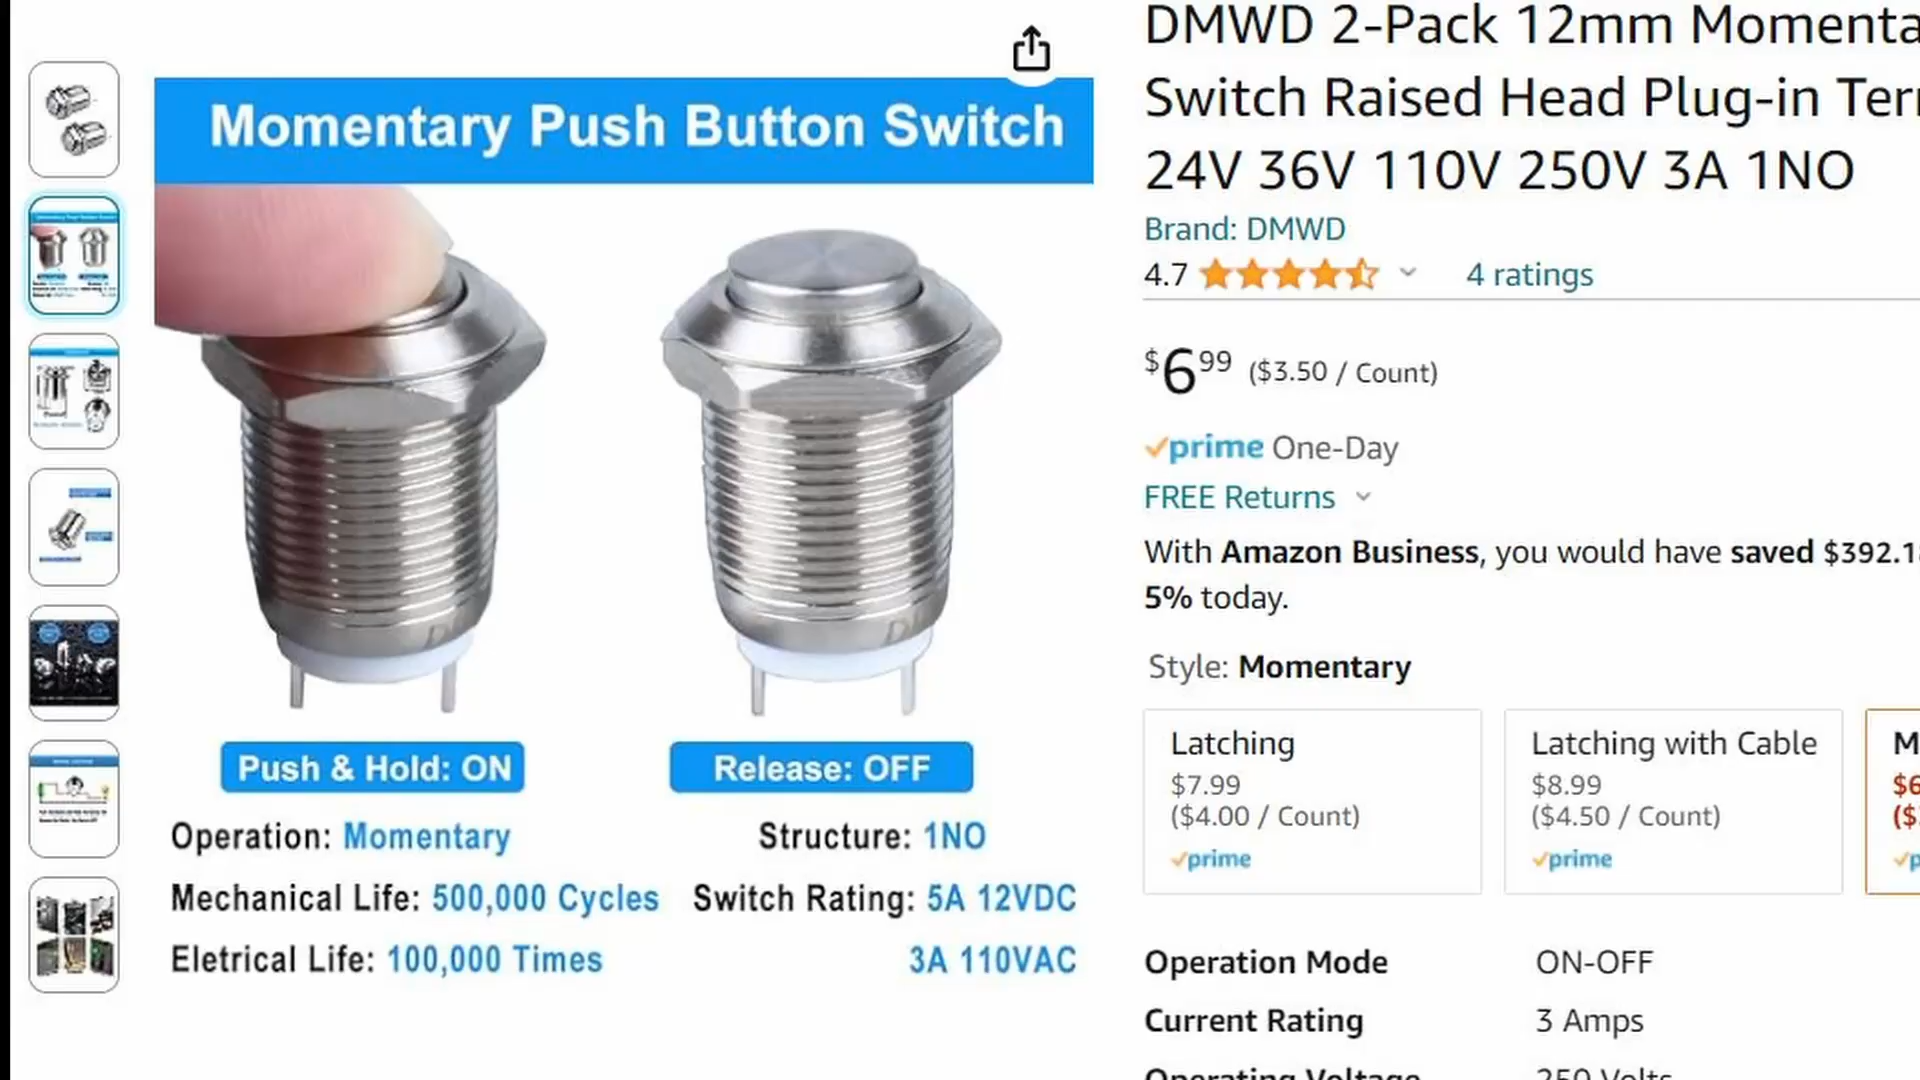 DMWD 2-Pack 12mm Momenta
Switch Raised Head Plug-in Ter
24V 36V 110V 250V 3A 1NO
Brand: DMWD
4.7 4 ratings
$6.99 ($3.50 / Count)
prime One-Day
FREE Returns
With Amazon Business, you would have saved $392.1
5% today.
Style: Momentary
Latching
$7.99
($4.00 / Count)
prime
Latching with Cable
$8.99
($4.50 / Count)
prime
M
$6
($
Operation Mode ON-OFF
Current Rating 3 Amps
Operating Voltage 250 Volts
Momentary Push Button Switch
Push & Hold: ON
Release: OFF
Operation: Momentary
Structure: 1NO
Mechanical Life: 500,000 Cycles
Switch Rating: 5A 12VDC
Eletrical Life: 100,000 Times
3A 110VAC